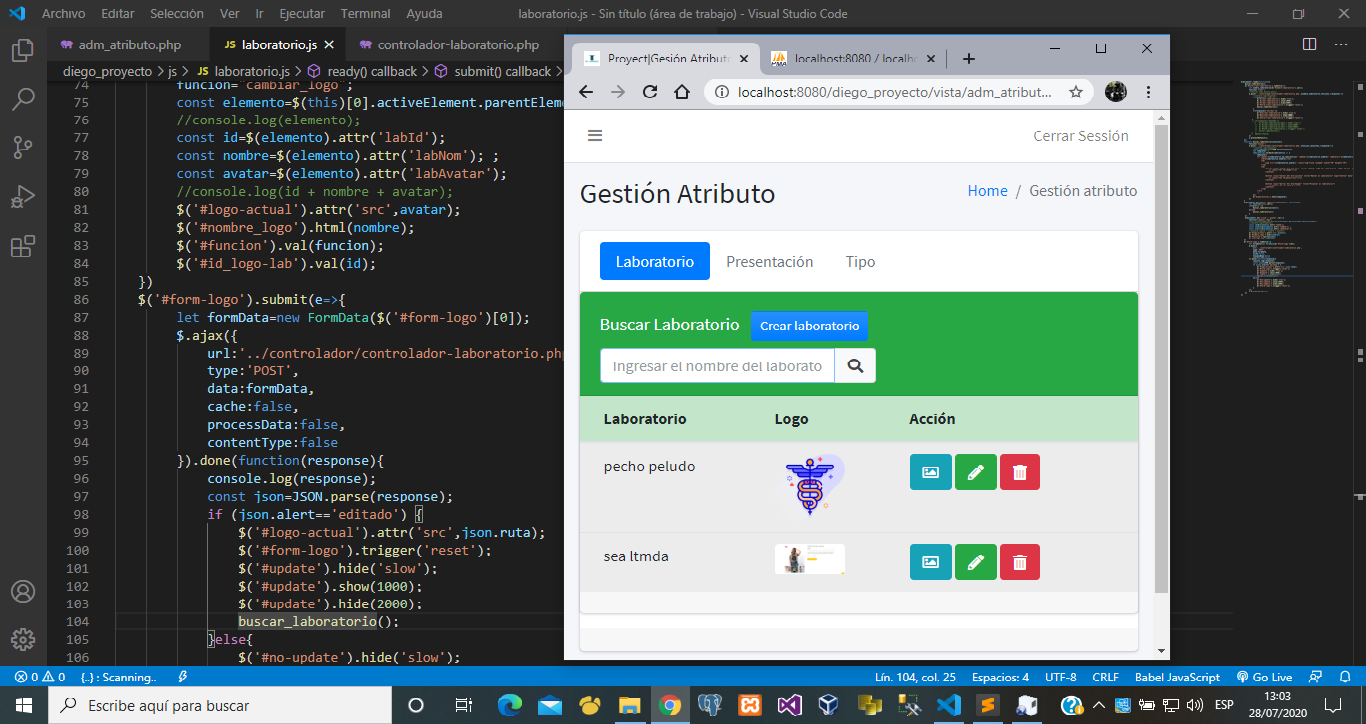 Archivo Editar Selección Ver Ir Ejecutar Terminal Ayuda laboratorio.js - Sin título (área de trabajo) - Visual Studio Code
adm_atributo.php JS laboratorio.js controlador-laboratorio.php
diego_proyecto > js > JS laboratorio.js > ready() callback > submit() callback >
74 funcion="cambiar_logo";
75 const elemento=$(this)[0].activeElement.parentElem
76 //console.log(elemento);
77 const id=$(elemento).attr('labId');
78 const nombre=$(elemento).attr('labNom'); ;
79 const avatar=$(elemento).attr('labAvatar');
80 //console.log(id + nombre + avatar);
81 $('#logo-actual').attr('src',avatar);
82 $('#nombre_logo').html(nombre);
83 $('#funcion').val(funcion);
84 $('#id_logo-lab').val(id);
85 })
86 $('#form-logo').submit(e=>{
87 let formData=new FormData($('#form-logo')[0]);
88 $.ajax({
89 url:'../controlador/controlador-laboratorio.php
90 type:'POST',
91 data:formData,
92 cache:false,
93 processData:false,
94 contentType:false
95 }).done(function(response){
96 console.log(response);
97 const json=JSON.parse(response);
98 if (json.alert=='editado') {
99 $('#logo-actual').attr('src',json.ruta);
100 $('#form-logo').trigger('reset');
101 $('#update').hide('slow');
102 $('#update').show(1000);
103 $('#update').hide(2000);
104 buscar_laboratorio();
105 }else{
106 $('#no-update').hide('slow');
Proyect|Gesión Atribut localhost:8080 / localh
localhost:8080/diego_proyecto/vista/adm_atribut...
Cerrar Sesión
Gestión Atributo Home / Gestión atributo
Laboratorio Presentación Tipo
Buscar Laboratorio Crear laboratorio
Ingresar el nombre del laborato
Laboratorio Logo Acción
pecho peludo
sea ltmda
0 0 {..} : Scanning.. Lín. 104, col. 25 Espacios: 4 UTF-8 CRLF Babel JavaScript Go Live
Escribe aquí para buscar ESP 13:03
28/07/2020